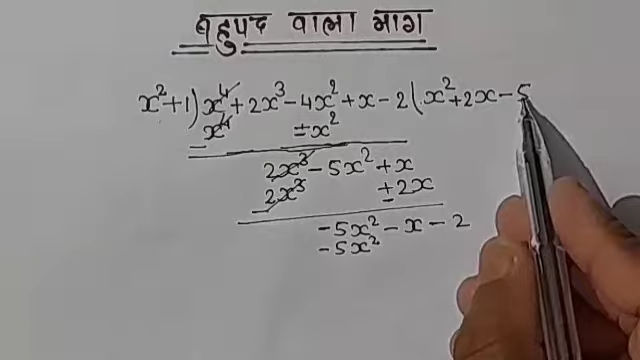 बहुपद वाला भाग
x²+1)x⁴+2x³-4x²+x-2(x²+2x-5
-x⁴ ±x²
2x³-5x²+x
-2x³ ±2x
-5x²-x-2
-5x²